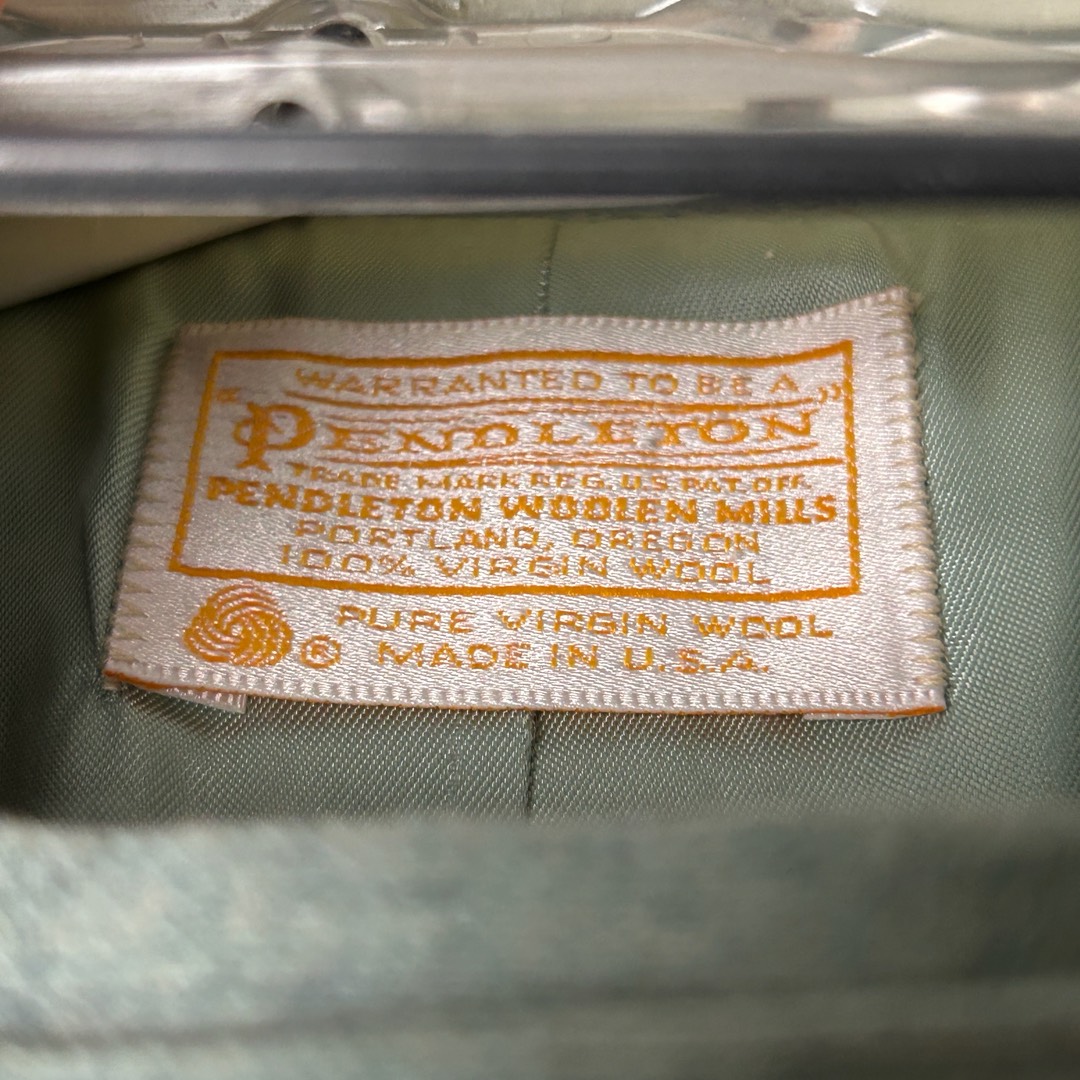 WARRANTED TO BE A
"PENDLETON"
TRADE MARK REG. U.S. PAT. OFF.
PENDLETON WOOLEN MILLS
PORTLAND, OREGON
100% VIRGIN WOOL
PURE VIRGIN WOOL
® MADE IN U.S.A.